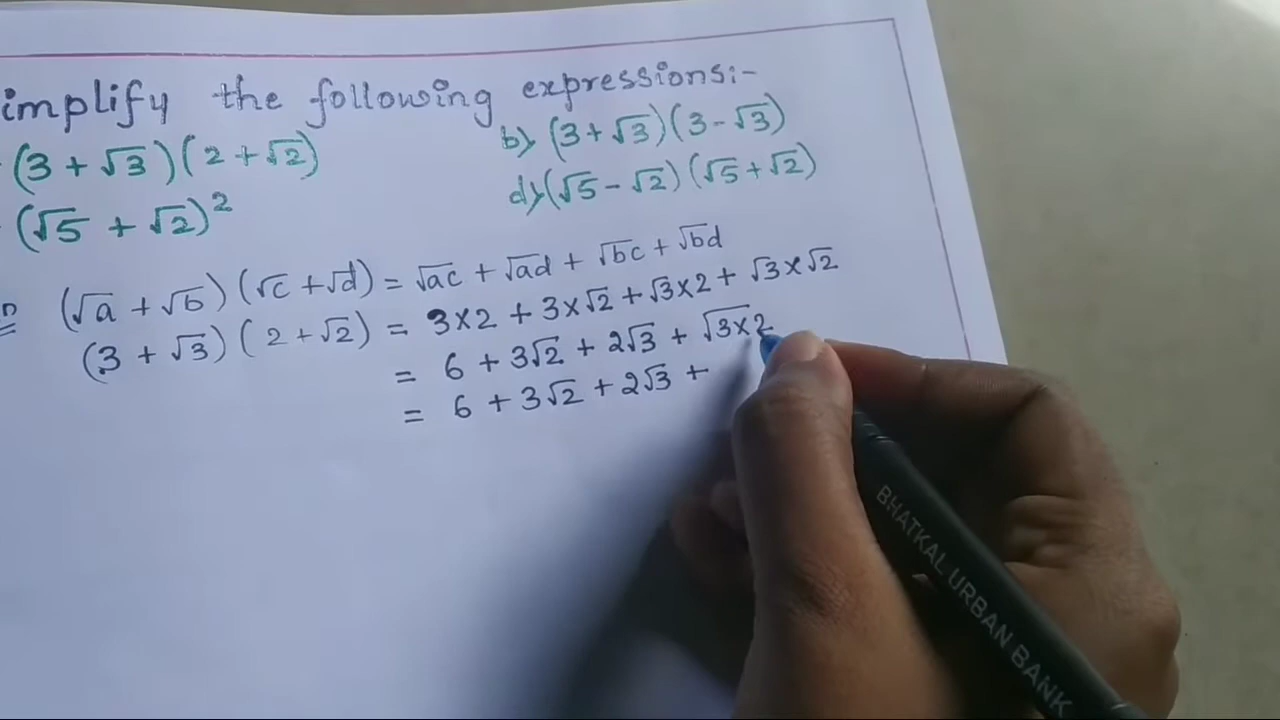 implify the following expressions:-
(3 + √3)(2 + √2) b) (3 + √3)(3 - √3)
(√5 + √2)² d) (√5 - √2)(√5 + √2)
(√a + √b)(√c + √d) = √ac + √ad + √bc + √bd
(3 + √3)(2 + √2) = 3×2 + 3×√2 + √3×2 + √3×√2
= 6 + 3√2 + 2√3 + √3×2
= 6 + 3√2 + 2√3 +
BHATKAL URBAN BANK